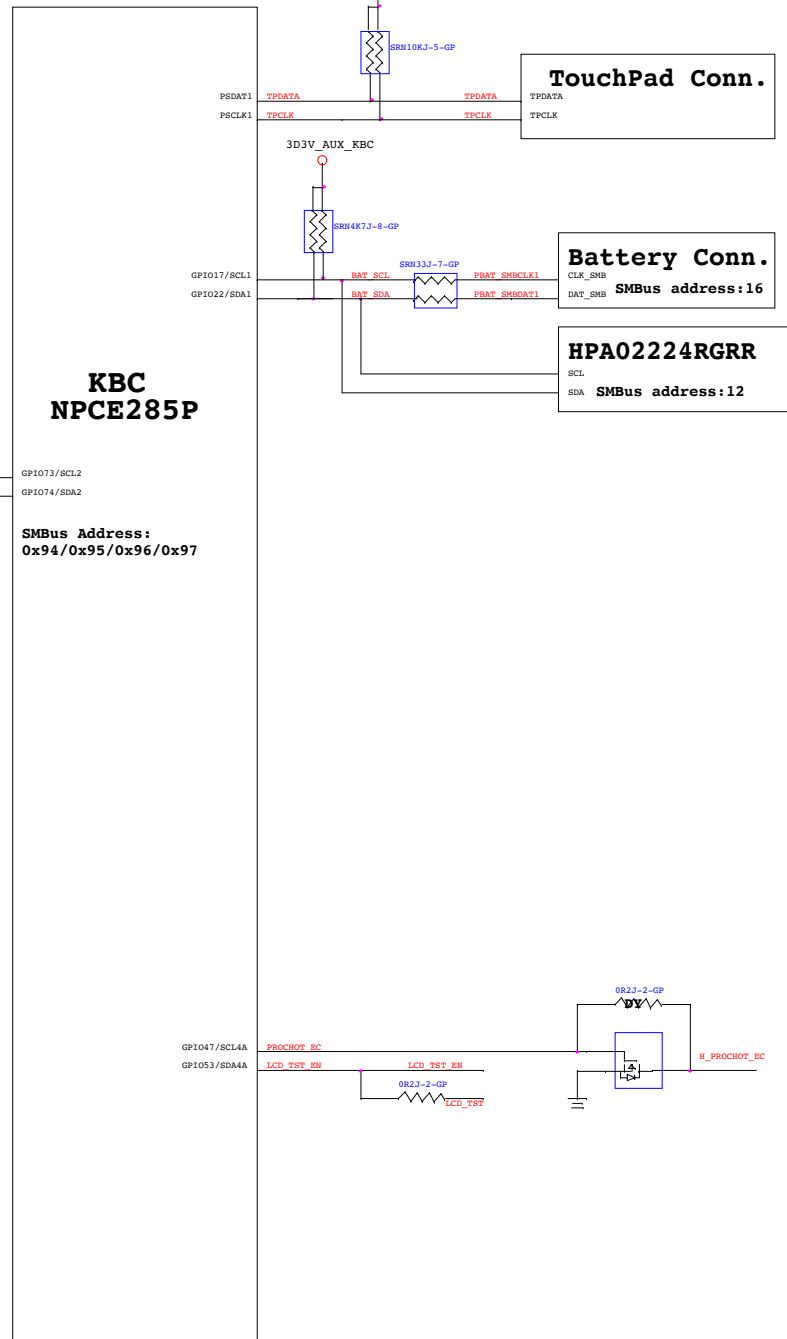 SRN10KJ-5-GP
TouchPad Conn.
PSDAT1 TPDATA TPDATA TPDATA
PSCLK1 TPCLK TPCLK TPCLK
3D3V_AUX_KBC
SRN4K7J-8-GP
Battery Conn.
SRN33J-7-GP
GPIO17/SCL1 BAT_SCL PBAT_SMBCLK1 CLK_SMB
GPIO22/SDA1 BAT_SDA PBAT_SMBDAT1 DAT_SMB SMBus address:16
HPA02224RGRR
SCL
SDA SMBus address:12
KBC
NPCE285P
GPIO73/SCL2
GPIO74/SDA2
SMBus Address:
0x94/0x95/0x96/0x97
0R2J-2-GP
DY
GPIO47/SCL4A PROCHOT_EC
H_PROCHOT_EC
GPIO53/SDA4A LCD_TST_EN LCD_TST_EN
0R2J-2-GP
LCD_TST